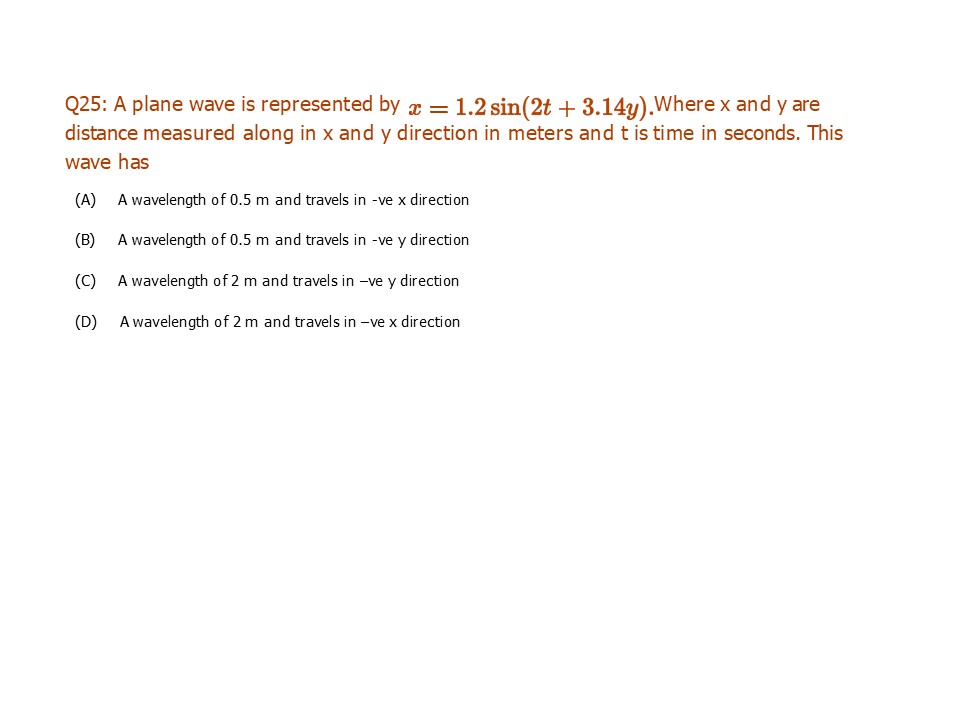 Q25: A plane wave is represented by x = 1.2 sin(2t + 3.14y).Where x and y are
distance measured along in x and y direction in meters and t is time in seconds. This
wave has
(A) A wavelength of 0.5 m and travels in -ve x direction
(B) A wavelength of 0.5 m and travels in -ve y direction
(C) A wavelength of 2 m and travels in –ve y direction
(D) A wavelength of 2 m and travels in –ve x direction